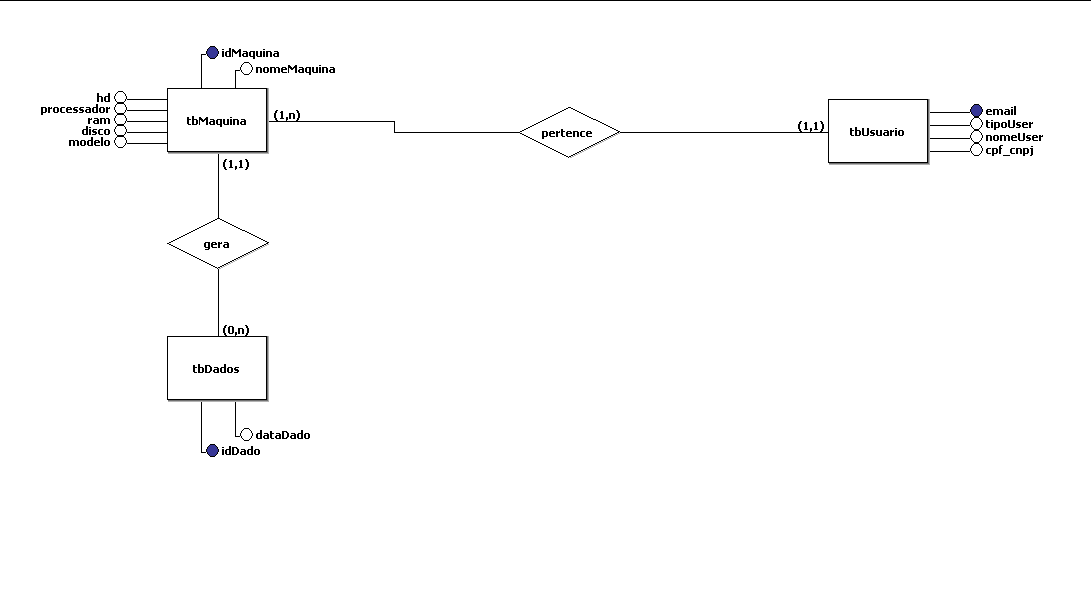 idMaquina
nomeMaquina
hd
processador
ram
disco
modelo
tbMaquina
(1,n)
(1,1)
pertence
(1,1)
tbUsuario
email
tipoUser
nomeUser
cpf_cnpj
gera
(0,n)
tbDados
dataDado
idDado